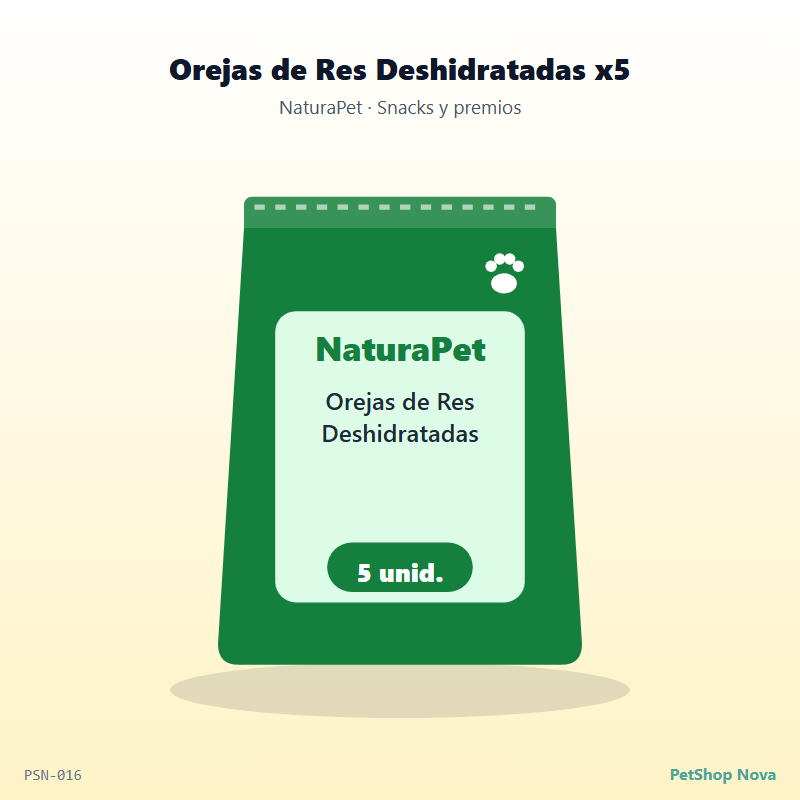 Orejas de Res Deshidratadas x5
NaturaPet · Snacks y premios
NaturaPet
Orejas de Res
Deshidratadas
5 unid.
PSN-016
PetShop Nova